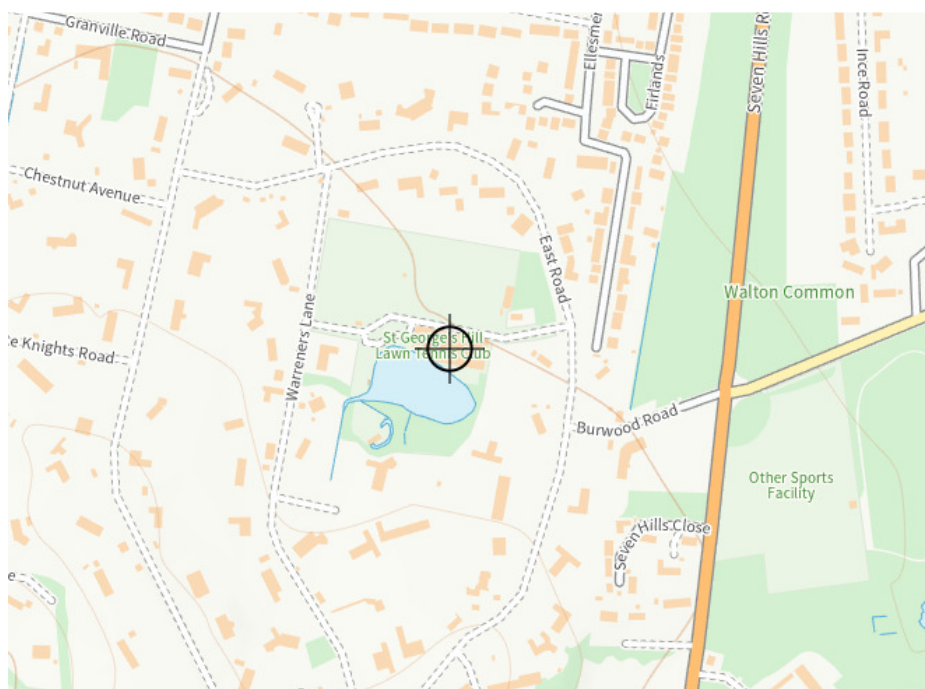 Granville Road
Ellesmer
Firlands
Seven Hills R
Ince Road
Chestnut Avenue
East Road
Walton Common
Warreners Lane
St George's Hill
Lawn Tennis Club
e Knights Road
Burwood Road
Other Sports
Facility
Seven Hills Close
e